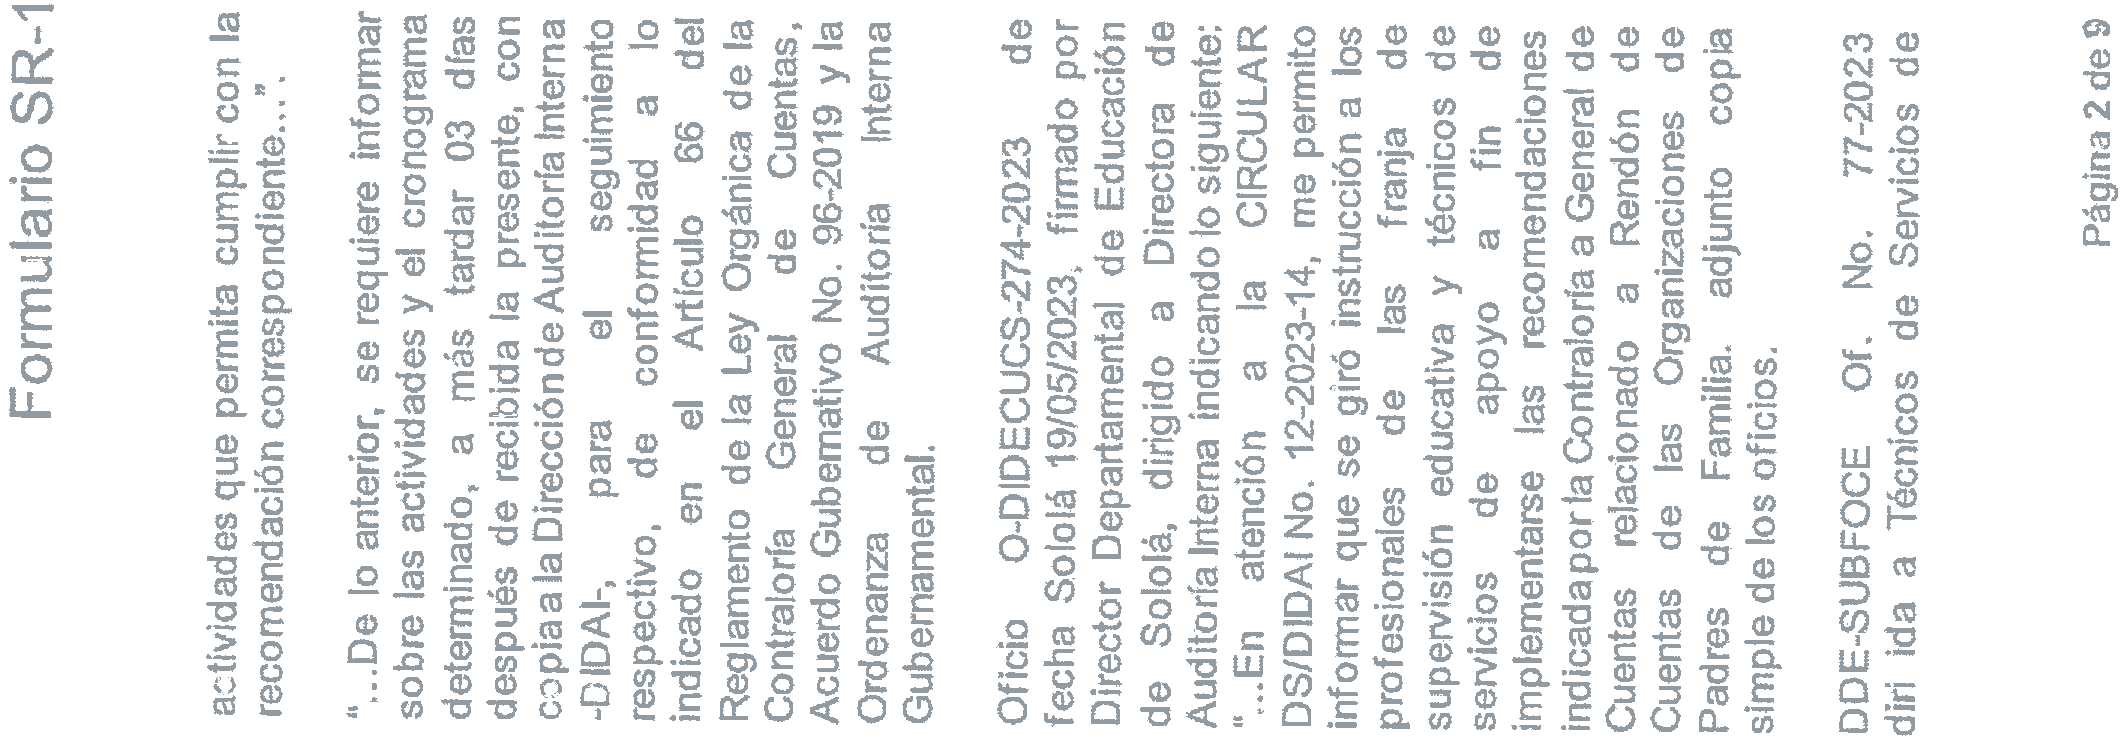 Formulario SR-1
actividades que permita cumplir con la
recomendación correspondiente...."
"...De lo anterior, se requiere informar
sobre las actividades y el cronograma
determinado, a más tardar 03 días
después de recibida la presente, con
copia a la Dirección de Auditoría Interna
-DIDAI-, para el seguimiento
respectivo, de conformidad a lo
indicado en el Artículo 66 del
Reglamento de la Ley Orgánica de la
Contraloría General de Cuentas,
Acuerdo Gubernativo No. 96-2019 y la
Ordenanza de Auditoría Interna
Gubernamental.
Oficio O-DIDECUCS-274-2023 de
fecha Sololá 19/05/2023, firmado por
Director Departamental de Educación
de Sololá, dirigido a Directora de
Auditoría Interna indicando lo siguiente:
"...En atención a la CIRCULAR
DS/DIDAI No. 12-2023-14, me permito
informar que se giró instrucción a los
profesionales de las franja de
supervisión educativa y técnicos de
servicios de apoyo a fin de
implementarse las recomendaciones
indicada por la Contraloría a General de
Cuentas relacionado a Rendón de
Cuentas de las Organizaciones de
Padres de Familia. adjunto copia
simple de los oficios.
DDE-SUBFOCE Of. No. 77-2023
diri ida a Técnicos de Servicios de
Página 2 de 9